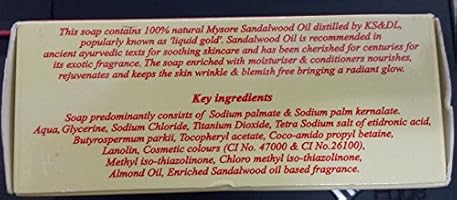 This soap contains 100% natural Mysore Sandalwood Oil distilled by KS&DL,
popularly known as 'liquid gold'. Sandalwood Oil is recommended in
ancient ayurvedic texts for soothing skincare and has been cherished for centuries for
its exotic fragrance. The soap enriched with moisturiser & conditioners nourishes,
rejuvenates and keeps the skin wrinkle & blemish free bringing a radiant glow.
Key ingredients
Soap predominantly consists of Sodium palmate & Sodium palm kernalate.
Aqua, Glycerine, Sodium Chloride, Titanium Dioxide, Tetra Sodium salt of etidronic acid,
Butyrospermum parkii, Tocopheryl acetate, Coco-amido propyl betaine,
Lanolin, Cosmetic colours (CI No. 47000 & CI No.26100),
Methyl iso-thiazolinone, Chloro methyl iso-thiazolinone,
Almond Oil, Enriched Sandalwood oil based fragrance.